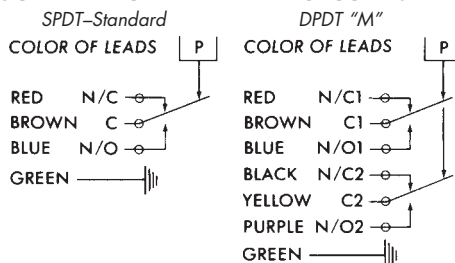 SPDT–Standard
COLOR OF LEADS P
RED N/C
BROWN C
BLUE N/O
GREEN
DPDT "M"
COLOR OF LEADS P
RED N/C1
BROWN C1
BLUE N/O1
BLACK N/C2
YELLOW C2
PURPLE N/O2
GREEN